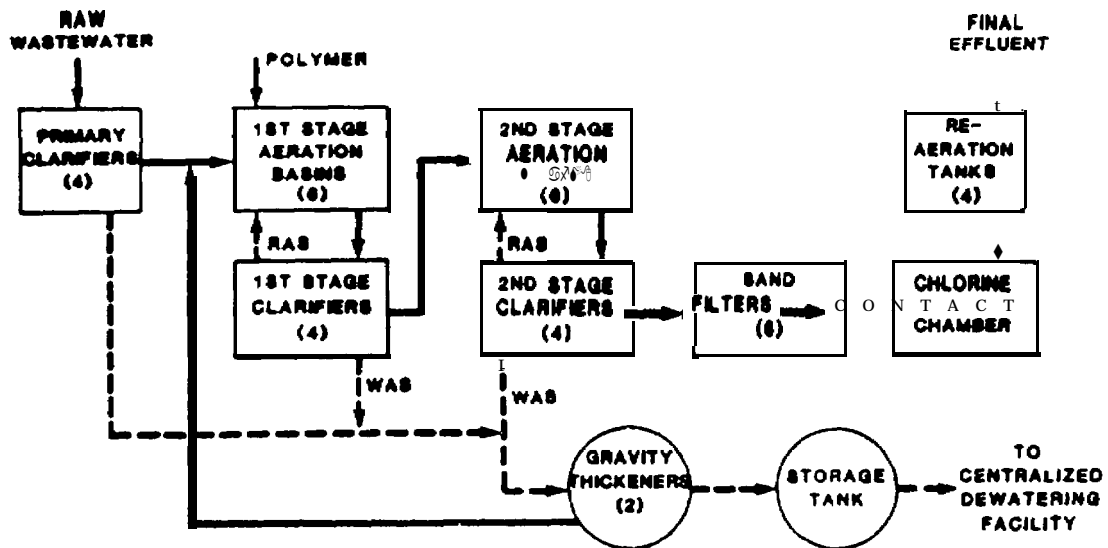 RAW
WASTEWATER
POLYMER
FINAL
EFFLUENT
PRIMARY
CLARIFIERS
(4)
1ST STAGE
AERATION
BASINS
(6)
2ND STAGE
AERATION
(6)
RE-
AERATION
TANKS
(4)
RAS
RAS
1ST STAGE
CLARIFIERS
(4)
2ND STAGE
CLARIFIERS
(4)
SAND
FILTERS
(6)
CHLORINE
CONTACT
CHAMBER
WAS
WAS
GRAVITY
THICKENERS
(2)
STORAGE
TANK
TO
CENTRALIZED
DEWATERING
FACILITY